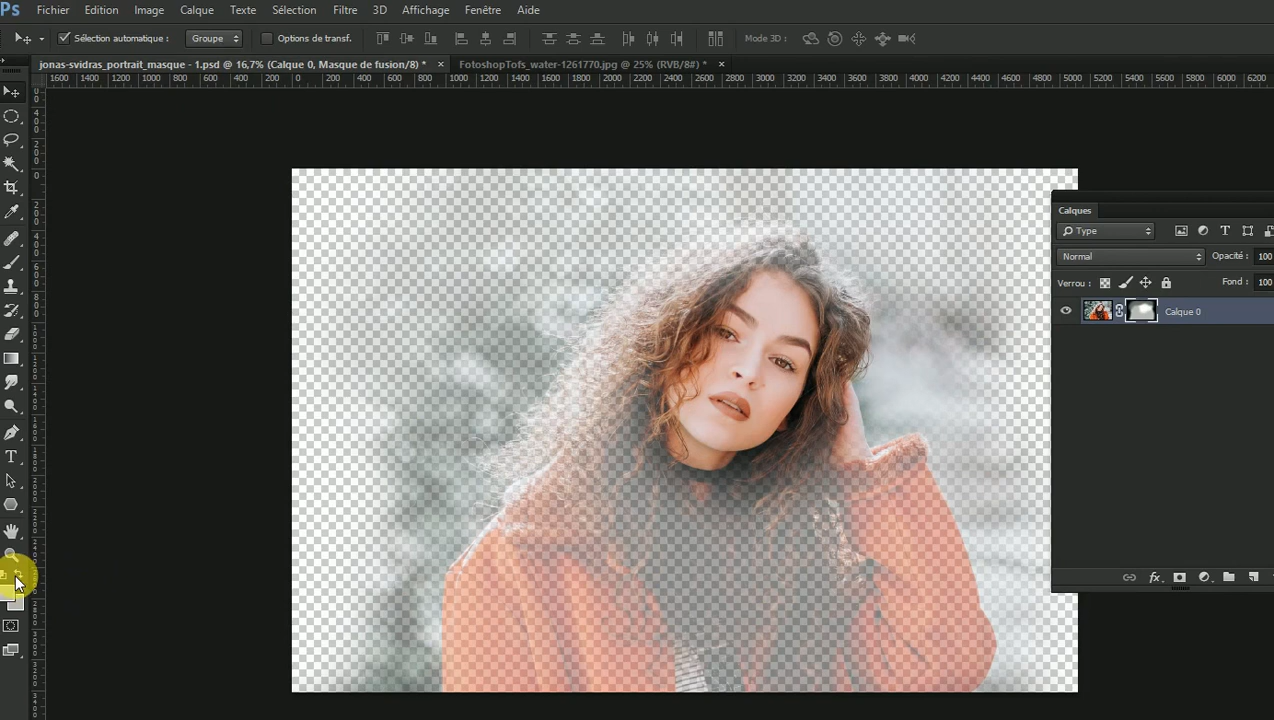 Ps Fichier Edition Image Calque Texte Sélection Filtre 3D Affichage Fenêtre Aide
Sélection automatique : Groupe Options de transf. Mode 3D :
jonas-svidras_portrait_masque - 1.psd @ 16,7% (Calque 0, Masque de fusion/8) * × FotoshopTofs_water-1261770.jpg @ 25% (RVB/8#) * ×
1600 1400 1200 1000 800 600 400 200 0 200 400 600 800 1000 1200 1400 1600 1800 2000 2200 2400 2600 2800 3000 3200 3400 3600 3800 4000 4200 4400 4600 4800 5000 5200 5400 5600 5800 6000 6200
Calques
Type
Normal Opacité : 100
Verrou : Fond : 100
Calque 0
fx